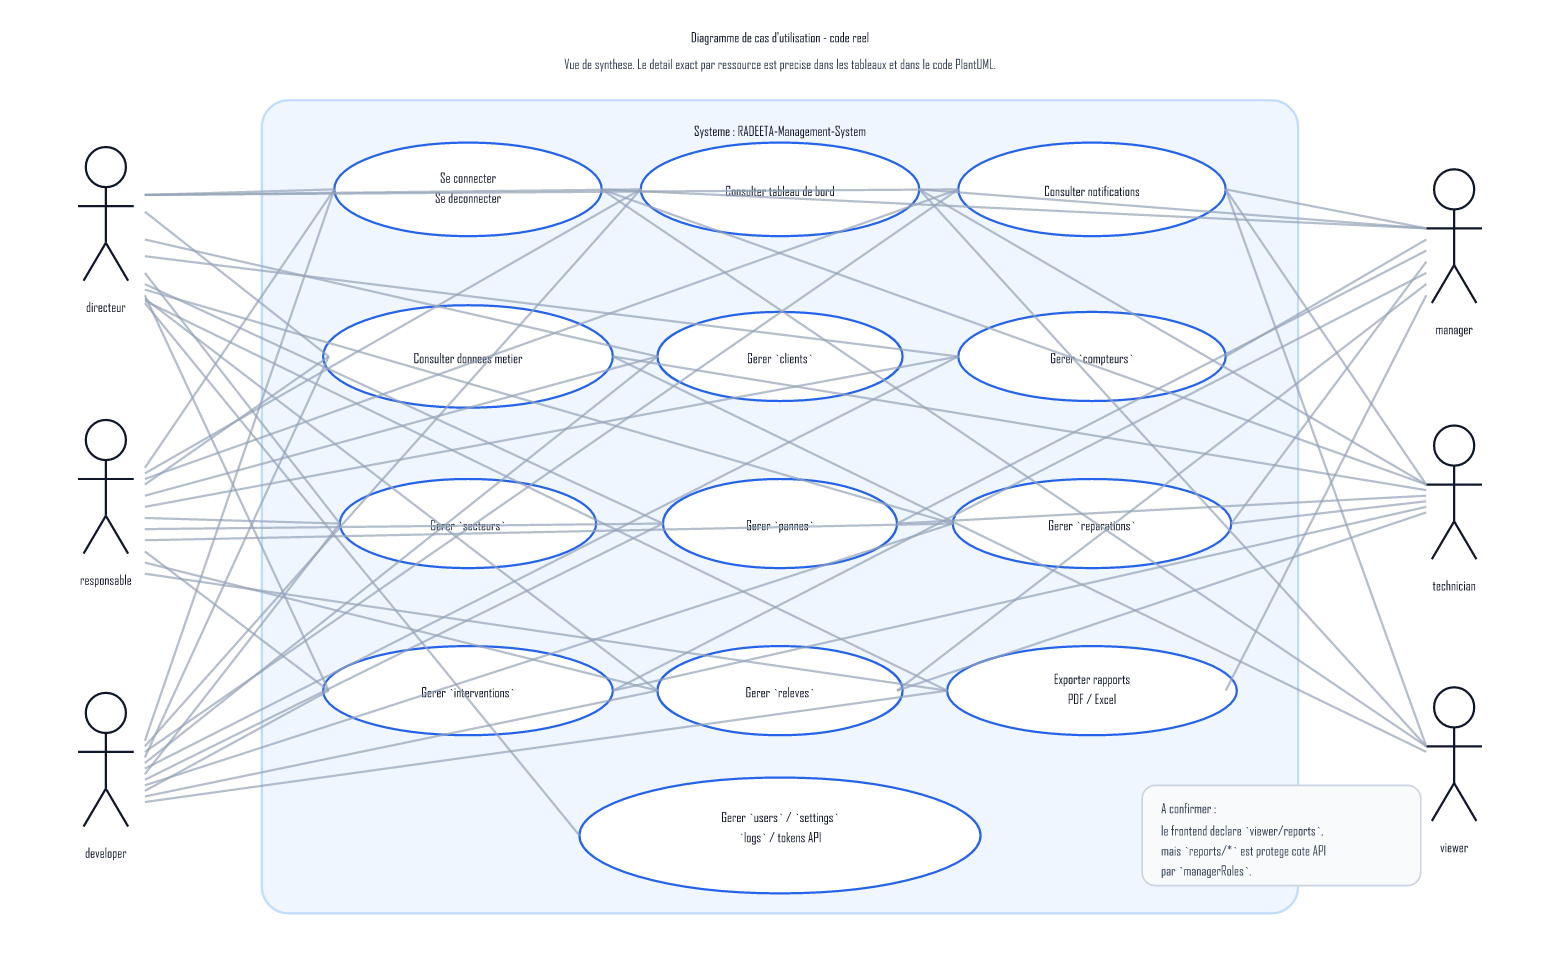 Diagramme de cas d'utilisation - code reel
Vue de synthese. Le detail exact par ressource est precise dans les tableaux et dans le code PlantUML.
Systeme : RADEETA-Management-System
Se connecter
Se deconnecter
Consulter tableau de bord
Consulter notifications
directeur
manager
Consulter donnees metier
Gerer `clients`
Gerer `compteurs`
responsable
technician
Gerer `secteurs`
Gerer `pannes`
Gerer `reparations`
Gerer `interventions`
Gerer `releves`
Exporter rapports
PDF / Excel
developer
viewer
Gerer `users` / `settings`
`logs` / tokens API
A confirmer :
le frontend declare `viewer/reports`,
mais `reports/*` est protege cote API
par `managerRoles`.